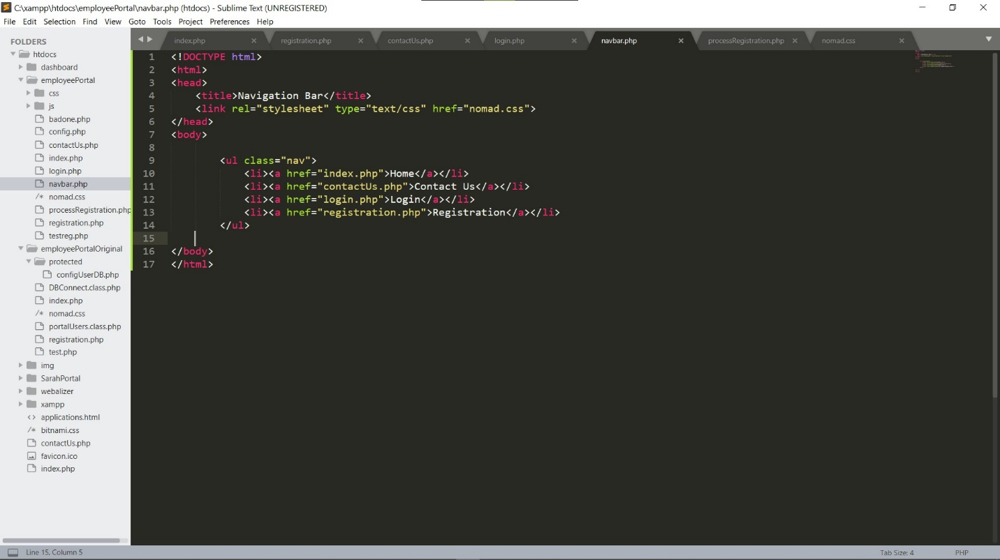 C:\xampp\htdocs\employeePortal\navbar.php (htdocs) - Sublime Text (UNREGISTERED)
File Edit Selection Find View Goto Tools Project Preferences Help
FOLDERS
htdocs
dashboard
employeePortal
css
js
badone.php
config.php
contactUs.php
index.php
login.php
navbar.php
/* nomad.css
processRegistration.php
registration.php
testreg.php
employeePortalOriginal
protected
configUserDB.php
DBConnect.class.php
index.php
/* nomad.css
portalUsers.class.php
registration.php
test.php
img
SarahPortal
webalizer
xampp
<> applications.html
/* bitnami.css
contactUs.php
favicon.ico
index.php
index.php registration.php contactUs.php login.php navbar.php processRegistration.php nomad.css
1 <!DOCTYPE html>
2 <html>
3 <head>
4 <title>Navigation Bar</title>
5 <link rel="stylesheet" type="text/css" href="nomad.css">
6 </head>
7 <body>
8
9 <ul class="nav">
10 <li><a href="index.php">Home</a></li>
11 <li><a href="contactUs.php">Contact Us</a></li>
12 <li><a href="login.php">Login</a></li>
13 <li><a href="registration.php">Registration</a></li>
14 </ul>
15
16 </body>
17 </html>
Line 15, Column 5
Tab Size: 4 PHP